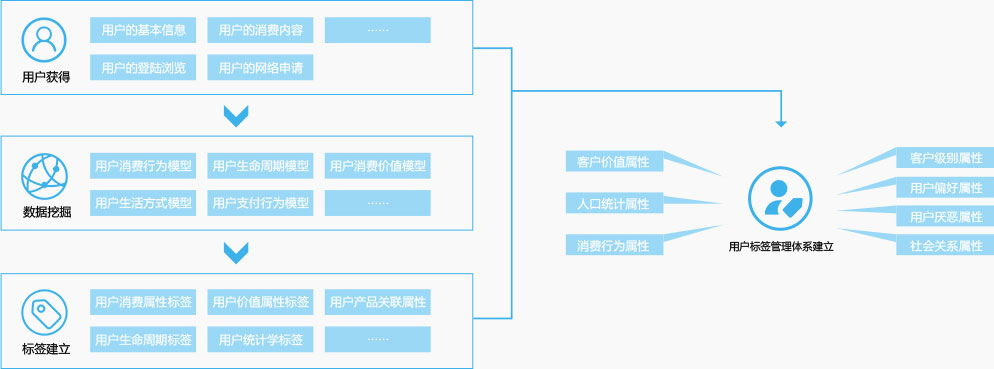 用户的基本信息
用户的消费内容
……
用户的登陆浏览
用户的网络申请
用户获得
用户消费行为模型
用户生命周期模型
用户消费价值模型
用户生活方式模型
用户支付行为模型
……
数据挖掘
用户消费属性标签
用户价值属性标签
用户产品关联属性
用户生命周期标签
用户统计学标签
……
标签建立
客户价值属性
人口统计属性
消费行为属性
用户标签管理体系建立
客户级别属性
用户偏好属性
用户厌恶属性
社会关系属性